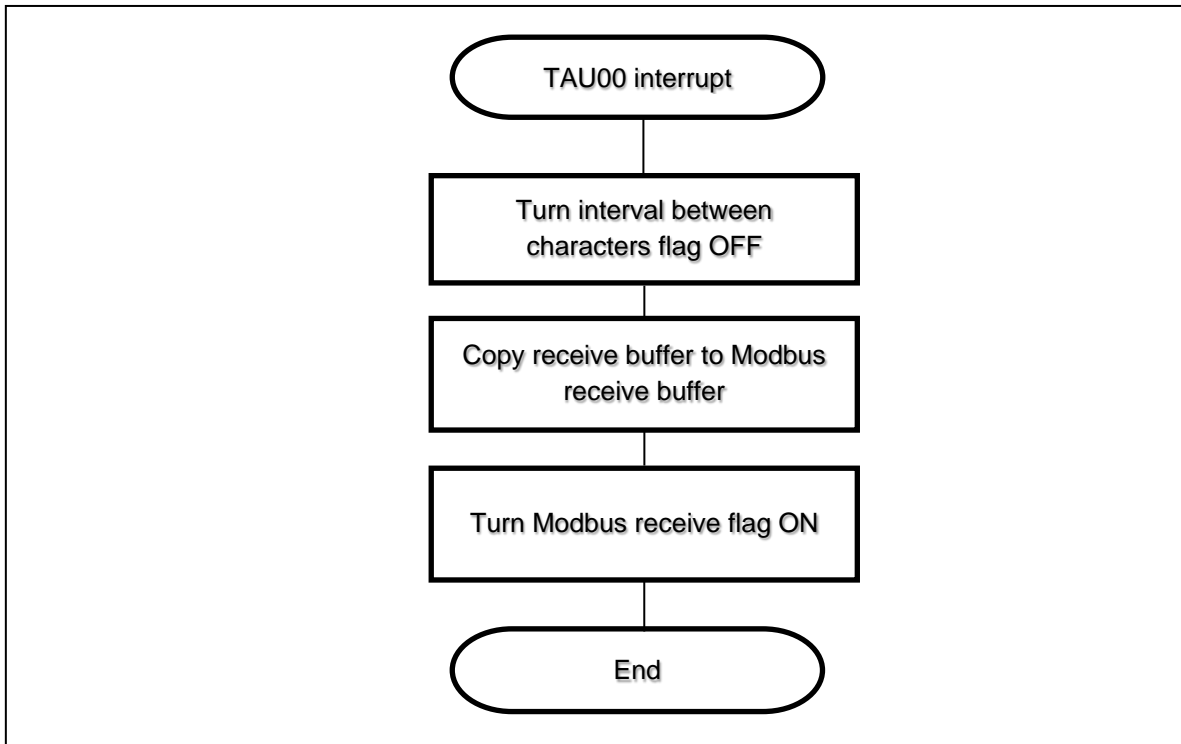 TAU00 interrupt
Turn interval between
characters flag OFF
Copy receive buffer to Modbus
receive buffer
Turn Modbus receive flag ON
End